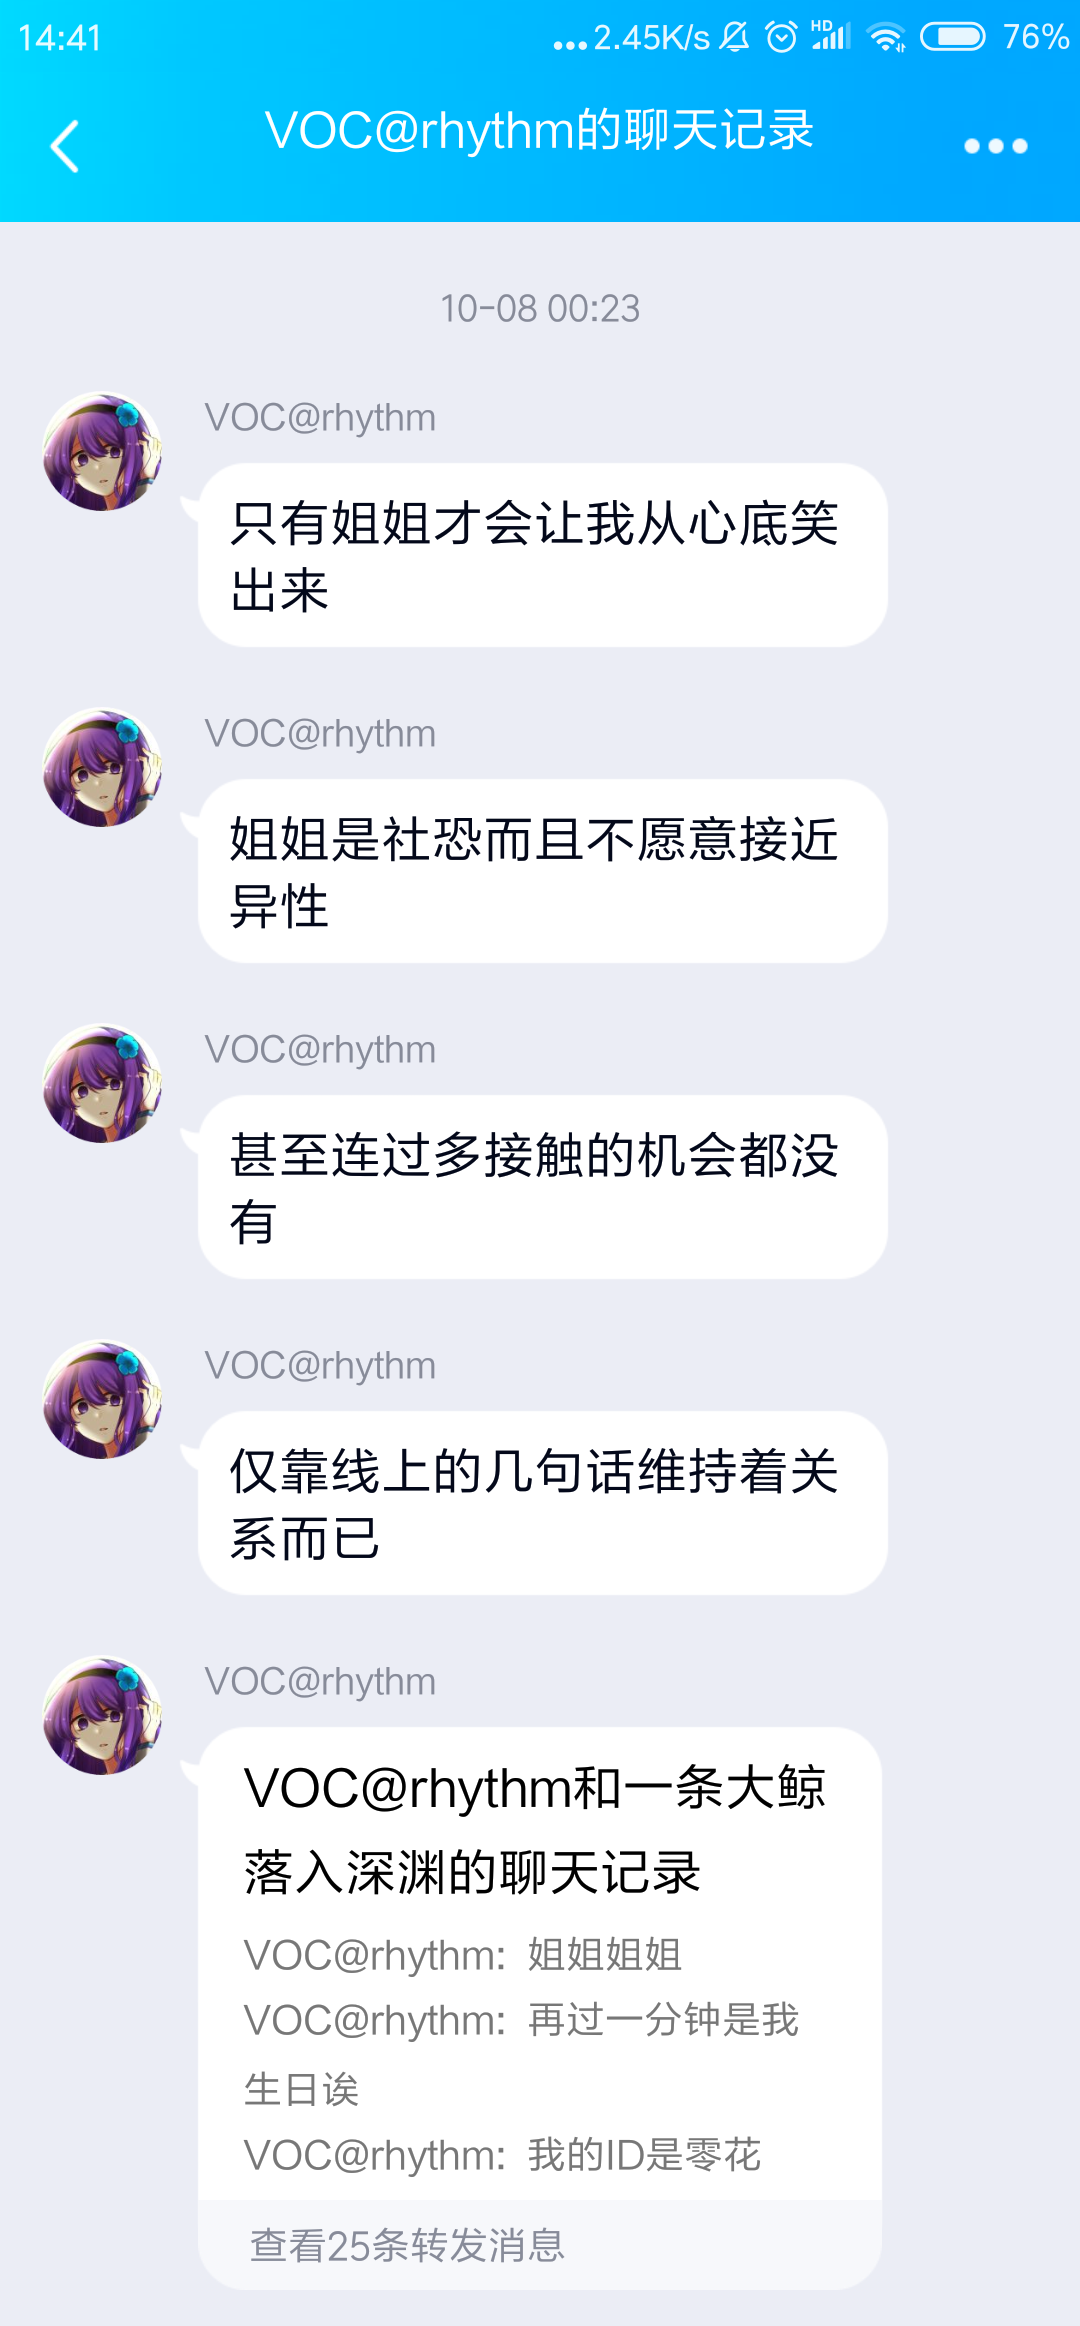 14:41
...2.45K/s HD 76%
VOC@rhythm的聊天记录
10-08 00:23
VOC@rhythm
只有姐姐才会让我从心底笑
出来
VOC@rhythm
姐姐是社恐而且不愿意接近
异性
VOC@rhythm
甚至连过多接触的机会都没
有
VOC@rhythm
仅靠线上的几句话维持着关
系而已
VOC@rhythm
VOC@rhythm和一条大鲸
落入深渊的聊天记录
VOC@rhythm: 姐姐姐姐
VOC@rhythm: 再过一分钟是我
生日诶
VOC@rhythm: 我的ID是零花
查看25条转发消息